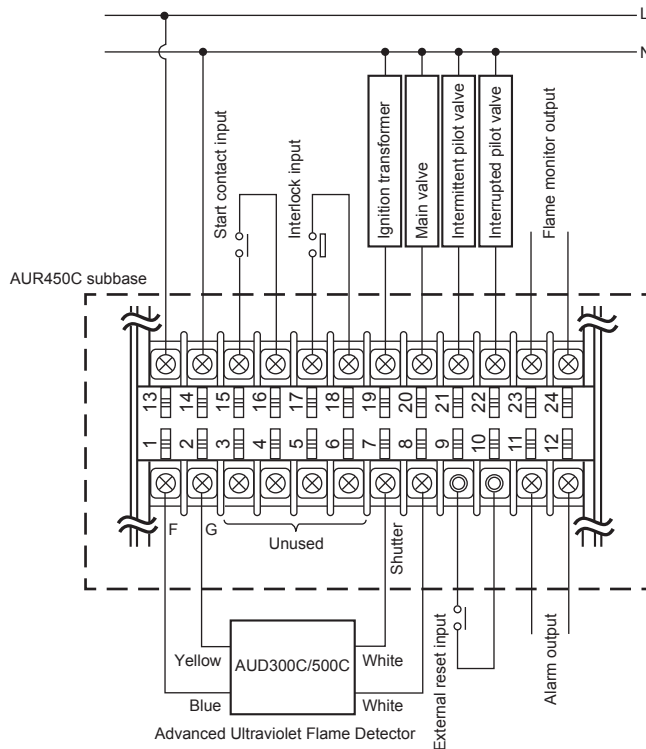 L
N
Start contact input
Interlock input
Ignition transformer
Main valve
Intermittent pilot valve
Interrupted pilot valve
Flame monitor output
AUR450C subbase
13 14 15 16 17 18 19 20 21 22 23 24
1 2 3 4 5 6 7 8 9 10 11 12
F G
Unused
Shutter
External reset input
Alarm output
Yellow
Blue
AUD300C/500C
White
White
Advanced Ultraviolet Flame Detector